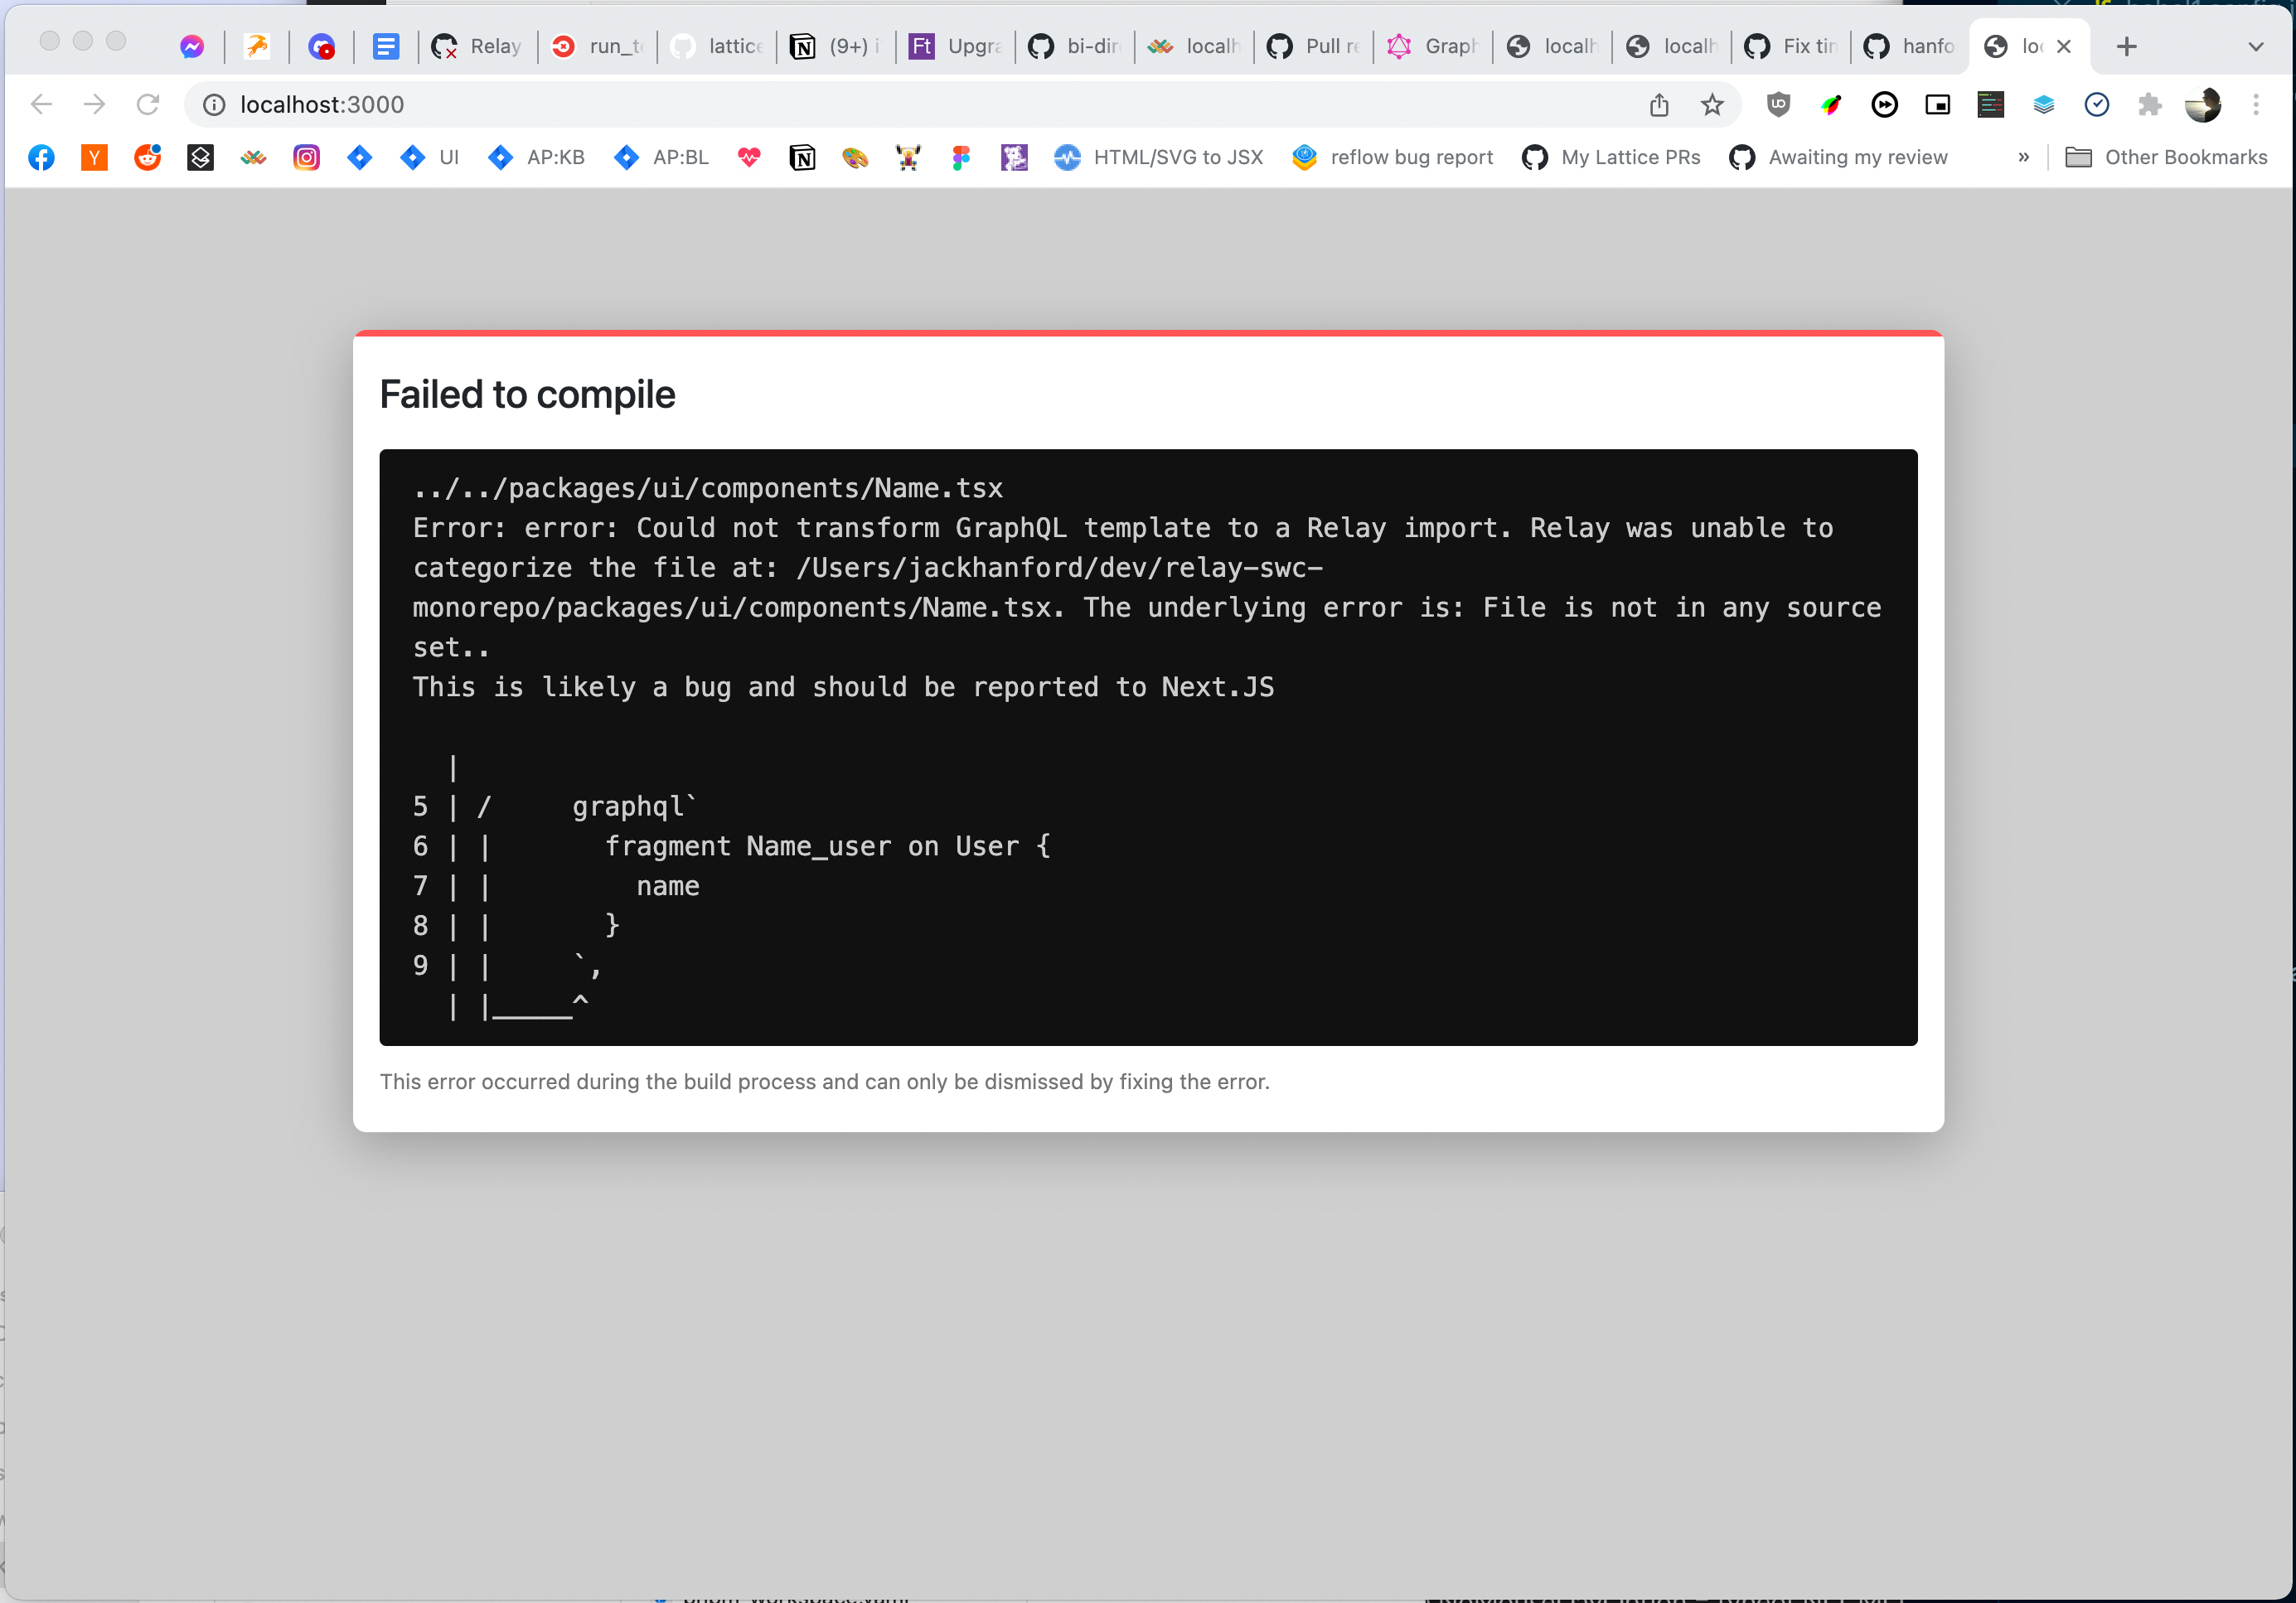 Relay
run_t
lattice
(9+) i
Ft Upgra
bi-dir
localh
Pull re
Graph
localh
localh
Fix tin
hanfo
loc
localhost:3000
UI
AP:KB
AP:BL
HTML/SVG to JSX
reflow bug report
My Lattice PRs
Awaiting my review
»
Other Bookmarks
Failed to compile
../../packages/ui/components/Name.tsx
Error: error: Could not transform GraphQL template to a Relay import. Relay was unable to
categorize the file at: /Users/jackhanford/dev/relay-swc-
monorepo/packages/ui/components/Name.tsx. The underlying error is: File is not in any source
set..
This is likely a bug and should be reported to Next.JS
|
5 | / graphql`
6 | | fragment Name_user on User {
7 | | name
8 | | }
9 | | `,
| |_____^
This error occurred during the build process and can only be dismissed by fixing the error.